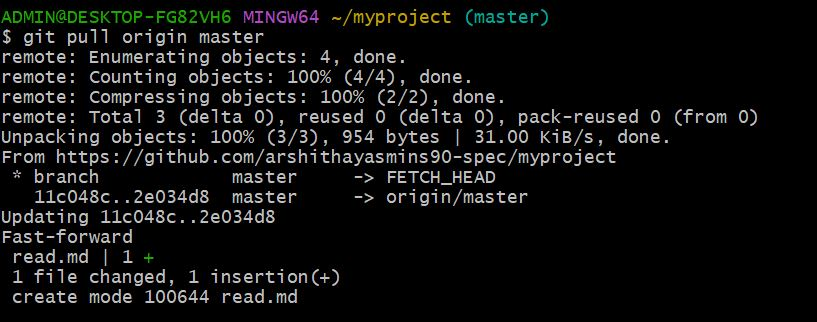 ADMIN@DESKTOP-FG82VH6 MINGW64 ~/myproject (master)
$ git pull origin master
remote: Enumerating objects: 4, done.
remote: Counting objects: 100% (4/4), done.
remote: Compressing objects: 100% (2/2), done.
remote: Total 3 (delta 0), reused 0 (delta 0), pack-reused 0 (from 0)
Unpacking objects: 100% (3/3), 954 bytes | 31.00 KiB/s, done.
From https://github.com/arshithayasmins90-spec/myproject
 * branch            master     -> FETCH_HEAD
   11c048c..2e034d8  master     -> origin/master
Updating 11c048c..2e034d8
Fast-forward
 read.md | 1 +
 1 file changed, 1 insertion(+)
 create mode 100644 read.md